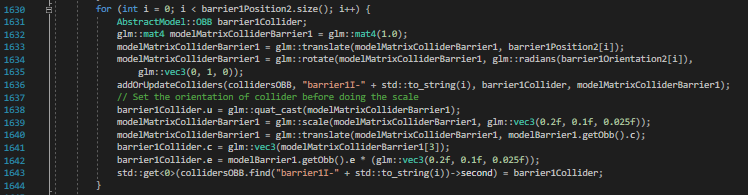 1630 for (int i = 0; i < barrier1Position2.size(); i++) {
1631 AbstractModel::OBB barrier1Collider;
1632 glm::mat4 modelMatrixColliderBarrier1 = glm::mat4(1.0);
1633 modelMatrixColliderBarrier1 = glm::translate(modelMatrixColliderBarrier1, barrier1Position2[i]);
1634 modelMatrixColliderBarrier1 = glm::rotate(modelMatrixColliderBarrier1, glm::radians(barrier1Orientation2[i]),
1635 glm::vec3(0, 1, 0));
1636 addOrUpdateColliders(collidersOBB, "barrier1I-" + std::to_string(i), barrier1Collider, modelMatrixColliderBarrier1);
1637 // Set the orientation of collider before doing the scale
1638 barrier1Collider.u = glm::quat_cast(modelMatrixColliderBarrier1);
1639 modelMatrixColliderBarrier1 = glm::scale(modelMatrixColliderBarrier1, glm::vec3(0.2f, 0.1f, 0.025f));
1640 modelMatrixColliderBarrier1 = glm::translate(modelMatrixColliderBarrier1, modelBarrier1.getObb().c);
1641 barrier1Collider.c = glm::vec3(modelMatrixColliderBarrier1[3]);
1642 barrier1Collider.e = modelBarrier1.getObb().e * (glm::vec3(0.2f, 0.1f, 0.025f));
1643 std::get<0>(collidersOBB.find("barrier1I-" + std::to_string(i))->second) = barrier1Collider;
1644 }